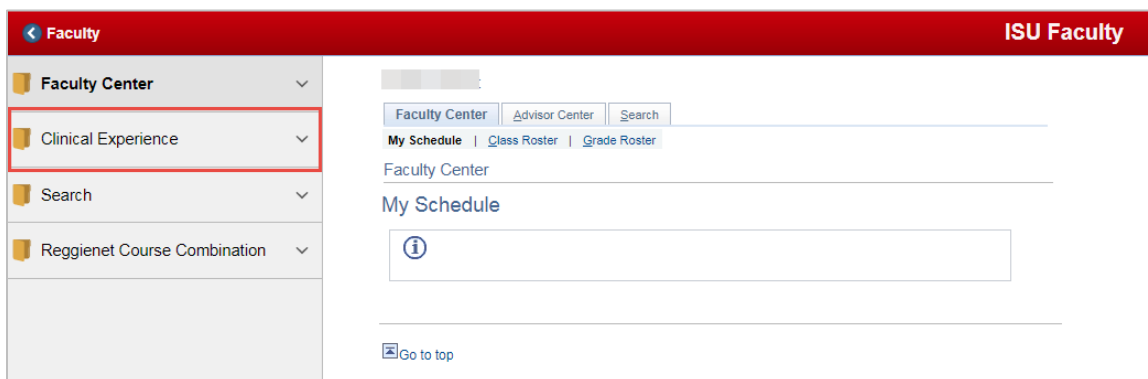 Faculty
ISU Faculty
Faculty Center
Clinical Experience
Search
Reggienet Course Combination
Faculty Center Advisor Center Search
My Schedule | Class Roster | Grade Roster
Faculty Center
My Schedule
Go to top